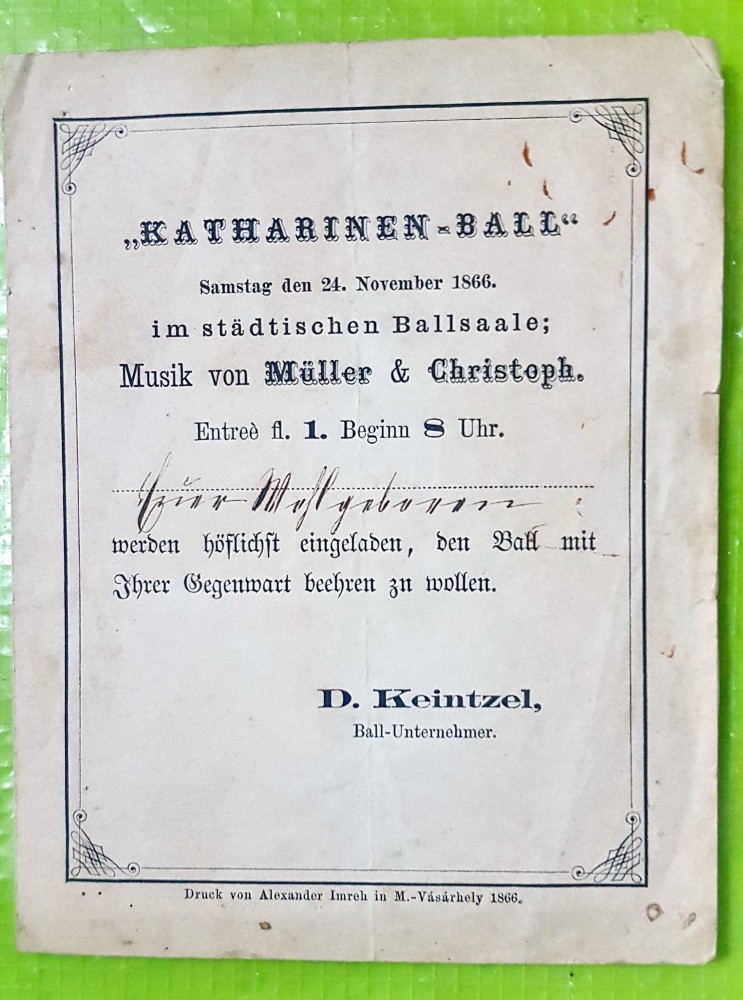 „KATHARINEN-BALL“
Samstag den 24. November 1866.
im städtischen Ballsaale;
Musik von Müller & Christoph.
Entreè fl. 1. Beginn 8 Uhr.
Euer Wohlgeboren
werden höflichst eingeladen, den Ball mit
Ihrer Gegenwart beehren zu wollen.
D. Keintzel,
Ball-Unternehmer.
Druck von Alexander Imreh in M.-Vásárhely 1866.